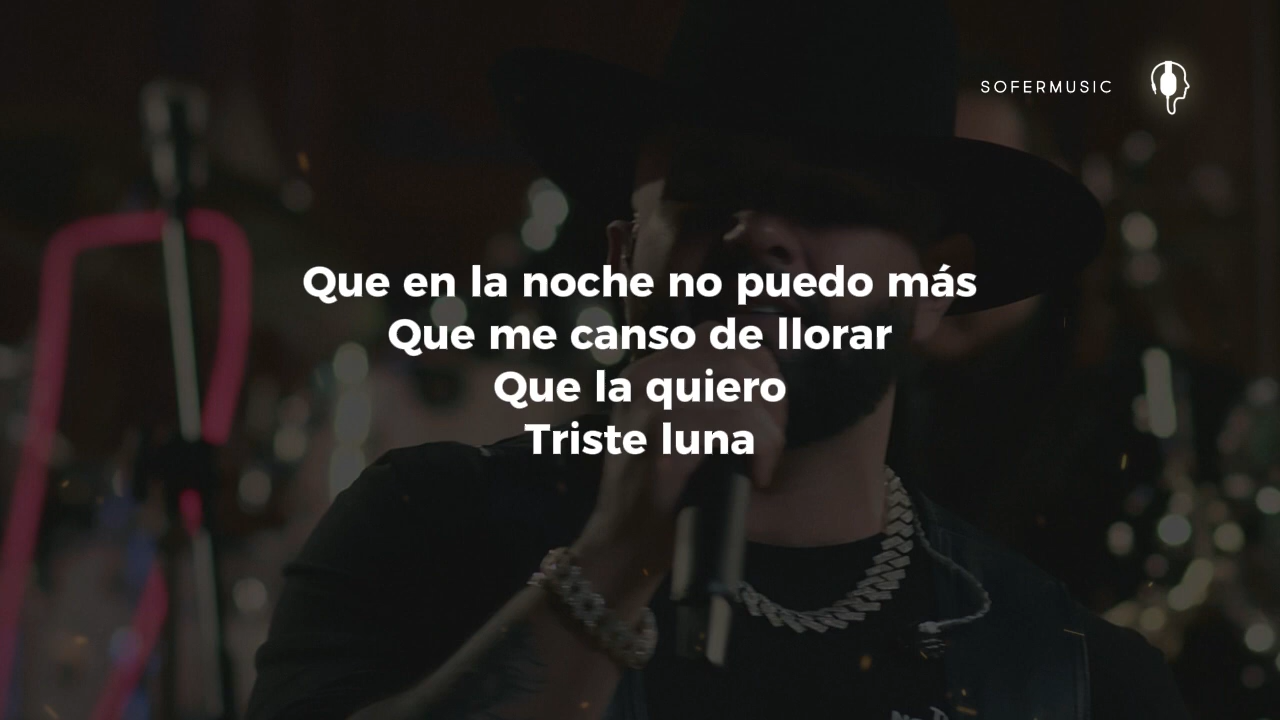 SOFERMUSIC
Que en la noche no puedo más
Que me canso de llorar
Que la quiero
Triste luna